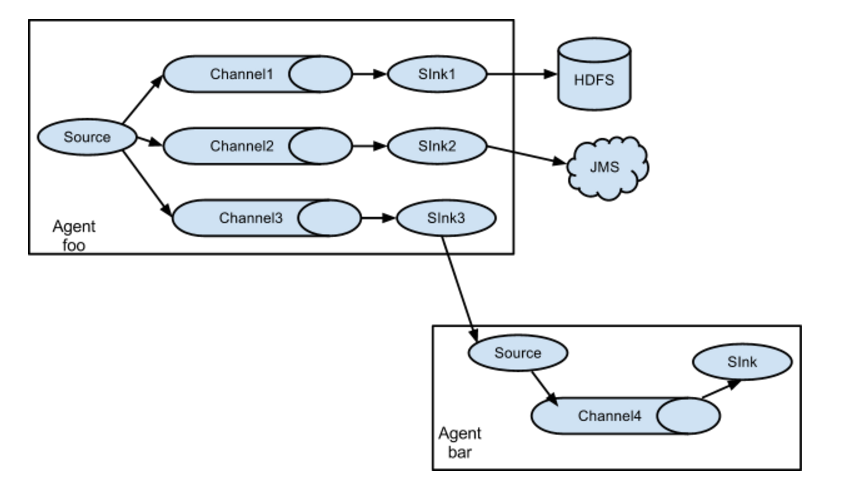 Channel1
SInk1
HDFS
Source
Channel2
SInk2
JMS
Channel3
SInk3
Agent
foo
Source
SInk
Channel4
Agent
bar